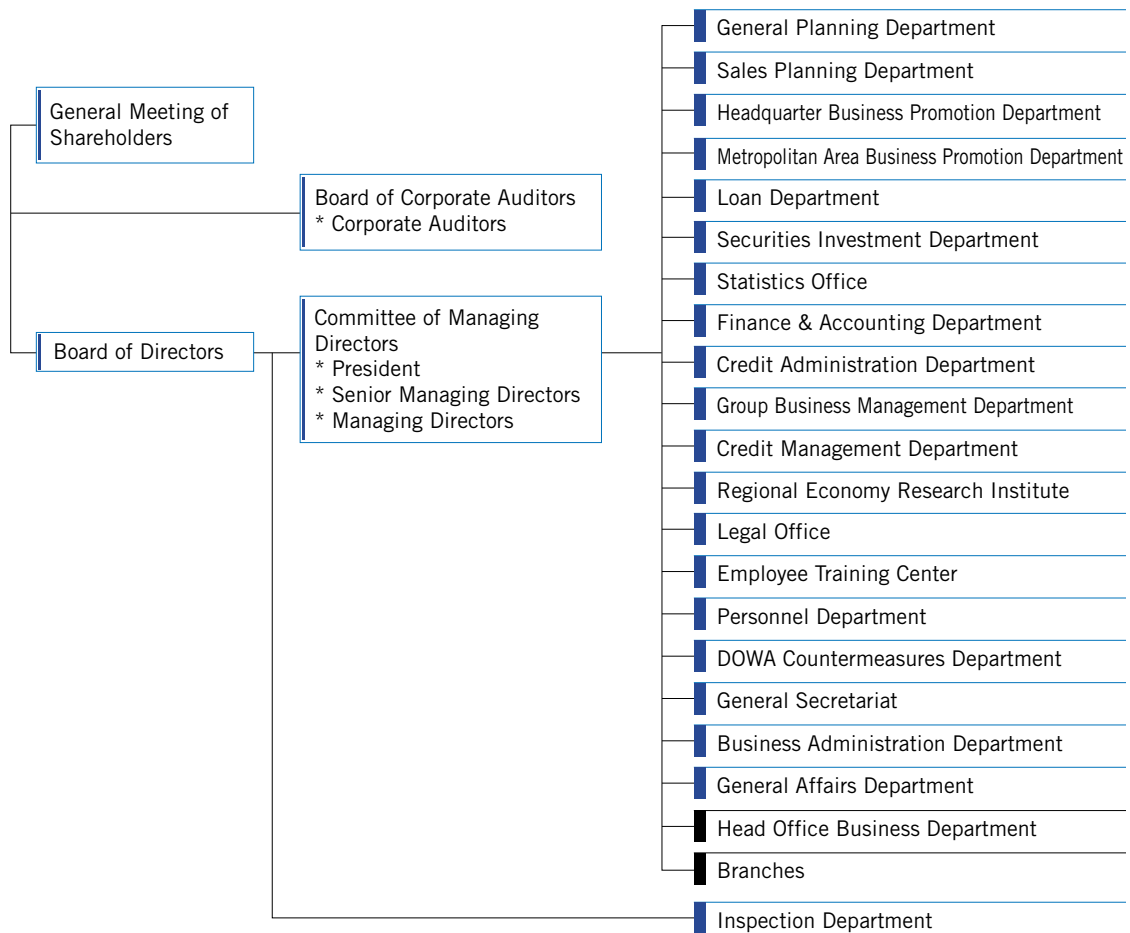 General Meeting of
Shareholders
Board of Corporate Auditors
* Corporate Auditors
Board of Directors
Committee of Managing
Directors
* President
* Senior Managing Directors
* Managing Directors
General Planning Department
Sales Planning Department
Headquarter Business Promotion Department
Metropolitan Area Business Promotion Department
Loan Department
Securities Investment Department
Statistics Office
Finance & Accounting Department
Credit Administration Department
Group Business Management Department
Credit Management Department
Regional Economy Research Institute
Legal Office
Employee Training Center
Personnel Department
DOWA Countermeasures Department
General Secretariat
Business Administration Department
General Affairs Department
Head Office Business Department
Branches
Inspection Department